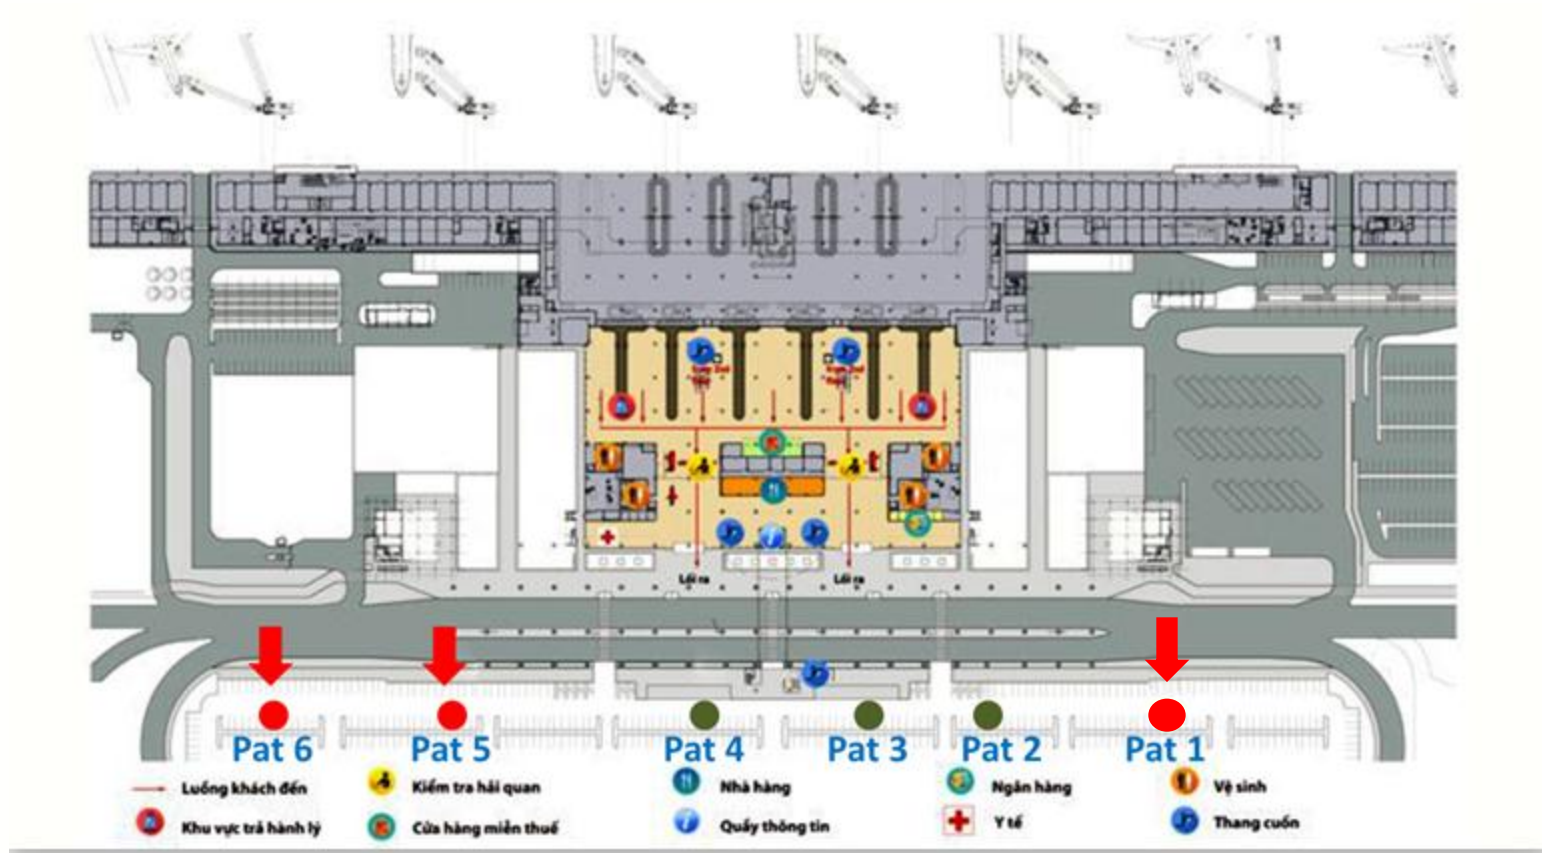 Lối ra Lối ra
Pat 6 Pat 5 Pat 4 Pat 3 Pat 2 Pat 1
Luồng khách đến Kiểm tra hải quan Nhà hàng Ngân hàng Vệ sinh
Khu vực trả hành lý Cửa hàng miễn thuế Quầy thông tin Y tế Thang cuốn